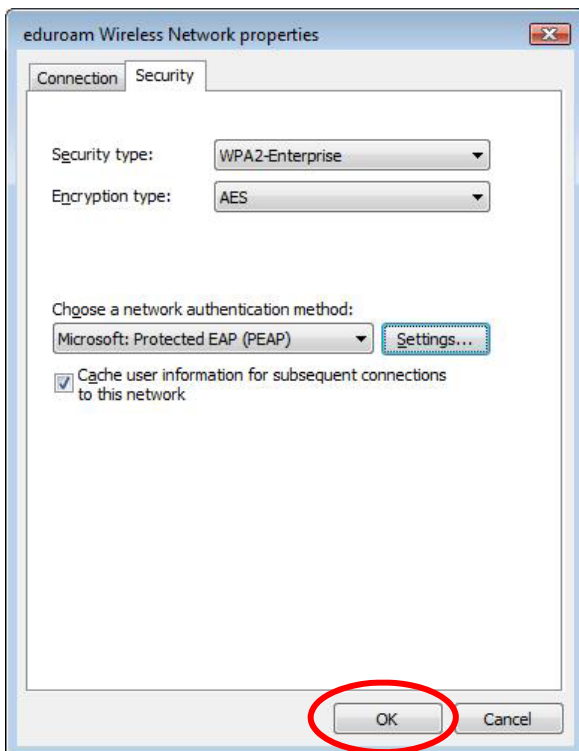 eduroam Wireless Network properties
Connection Security
Security type: WPA2-Enterprise
Encryption type: AES
Choose a network authentication method:
Microsoft: Protected EAP (PEAP) Settings...
Cache user information for subsequent connections
to this network
OK Cancel